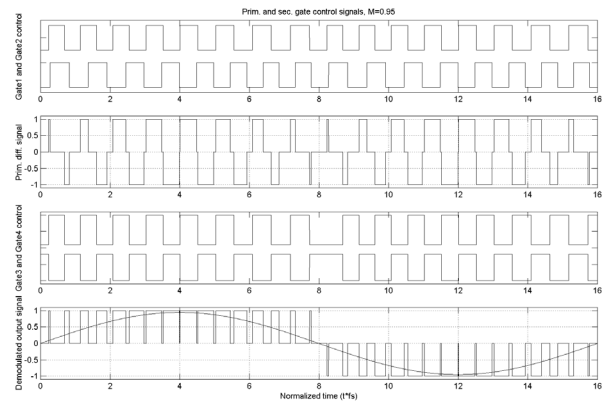 Prim. and sec. gate control signals, M=0.95
Gate1 and Gate2 control
0 2 4 6 8 10 12 14 16
Prim. diff. signal
1
0.5
0
-0.5
-1
0 2 4 6 8 10 12 14 16
Gate3 and Gate4 control
0 2 4 6 8 10 12 14 16
Demodulated output signal
1
0.5
0
-0.5
-1
0 2 4 6 8 10 12 14 16
Normalized time (t*fs)